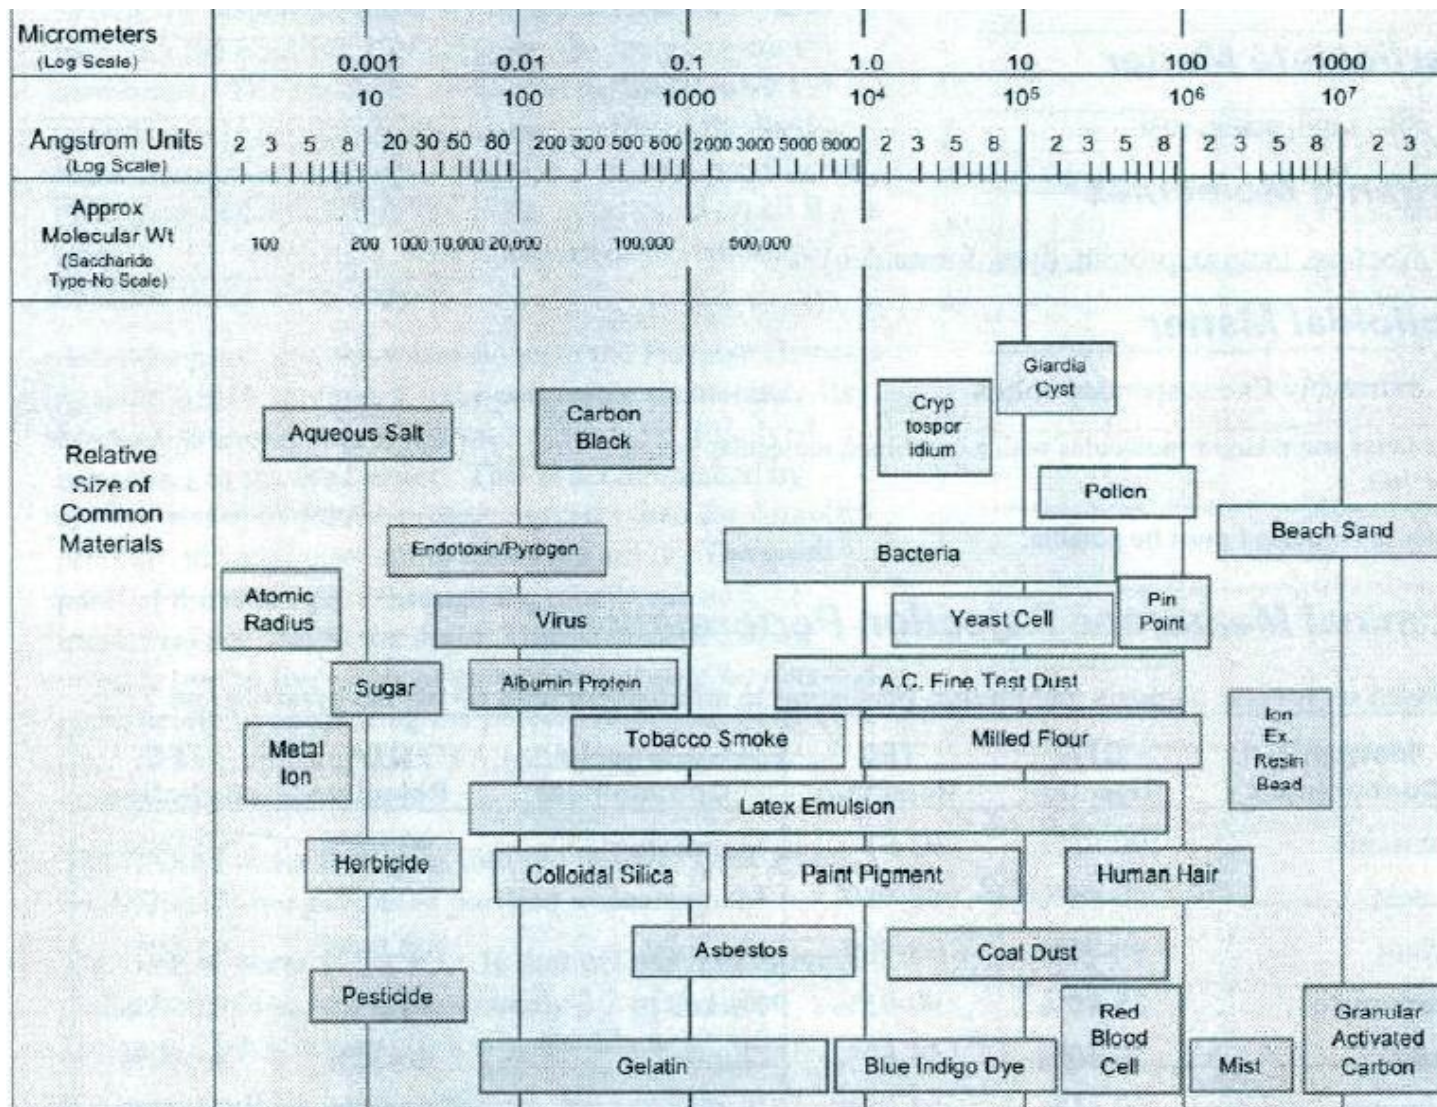 Micrometers
(Log Scale)
0.001 0.01 0.1 1.0 10 100 1000
10 100 1000 10⁴ 10⁵ 10⁶ 10⁷
Angstrom Units
(Log Scale)
2 3 5 8 20 30 50 80 200 300 500 800 2000 3000 5000 8000 2 3 5 8 2 3 5 8 2 3 5 8 2 3
Approx
Molecular Wt
(Saccharide
Type-No Scale)
100 200 1000 10,000 20,000 100,000 500,000
Relative
Size of
Common
Materials
Giardia
Cyst
Cryp
tospor
idium
Carbon
Black
Aqueous Salt
Pollen
Beach Sand
Endotoxin/Pyrogen
Bacteria
Atomic
Radius
Virus
Yeast Cell
Pin
Point
Sugar
Albumin Protein
A.C. Fine Test Dust
Metal
Ion
Tobacco Smoke
Milled Flour
Ion
Ex.
Resin
Bead
Latex Emulsion
Herbicide
Colloidal Silica
Paint Pigment
Human Hair
Asbestos
Coal Dust
Pesticide
Red
Blood
Cell
Granular
Activated
Carbon
Gelatin
Blue Indigo Dye
Mist